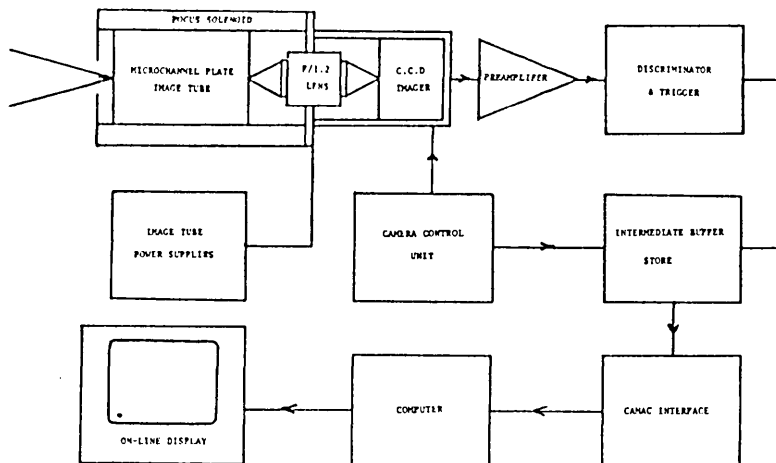 FOCUS SOLENOID
MICROCHANNEL PLATE
IMAGE TUBE
F/1.2
LENS
C.C.D
IMAGER
PREAMPLIFER
DISCRIMINATOR
& TRIGGER
IMAGE TUBE
POWER SUPPLIES
CAMERA CONTROL
UNIT
INTERMEDIATE BUFFER
STORE
ON-LINE DISPLAY
COMPUTER
CAMAC INTERFACE